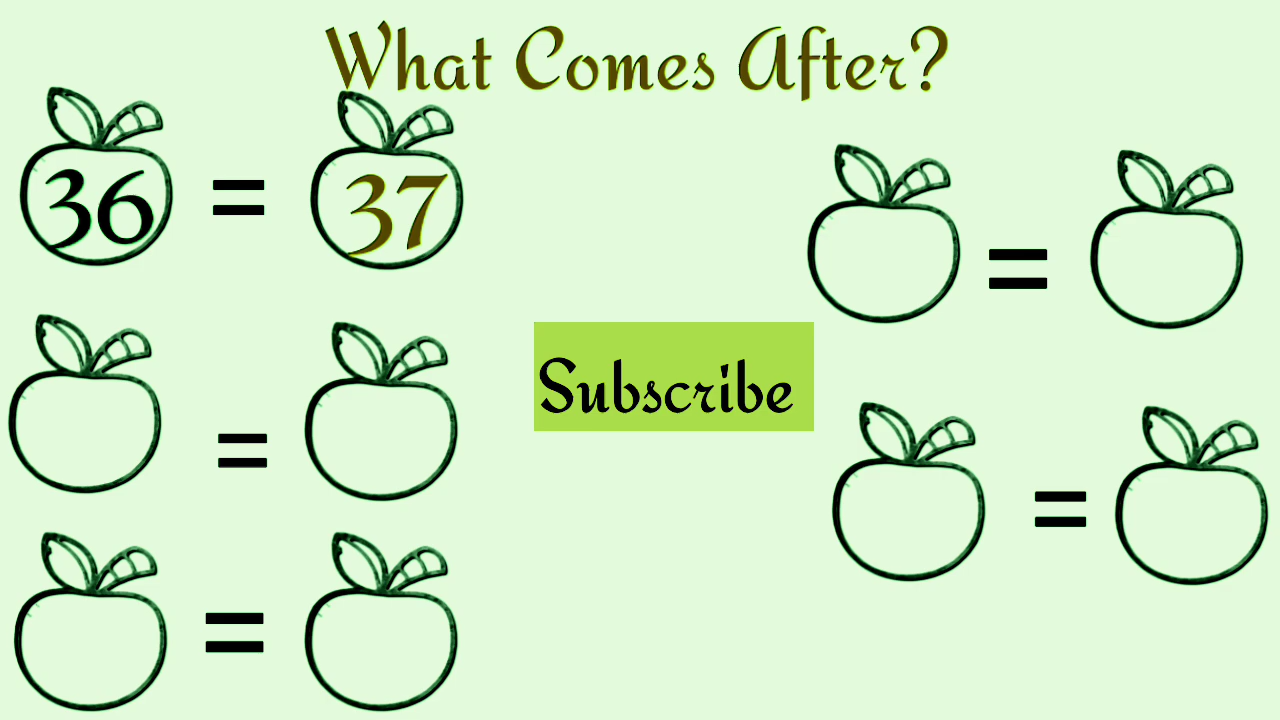 What Comes After?
36 = 37
=
=
Subscribe
=
=